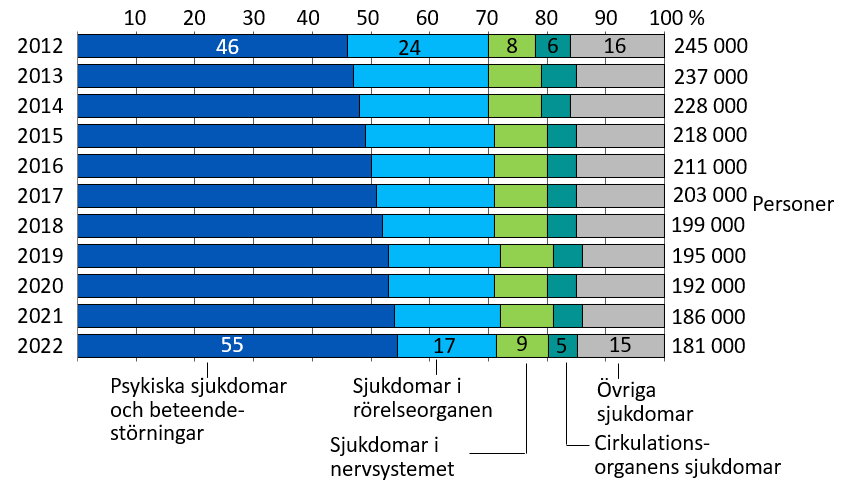 10 20 30 40 50 60 70 80 90 100 %
2012 46 24 8 6 16 245 000
2013 237 000
2014 228 000
2015 218 000
2016 211 000
2017 203 000
Personer
2018 199 000
2019 195 000
2020 192 000
2021 186 000
2022 55 17 9 5 15 181 000
Psykiska sjukdomar
och beteende-
störningar
Sjukdomar i
rörelseorganen
Sjukdomar i
nervsystemet
Övriga
sjukdomar
Cirkulations-
organens sjukdomar